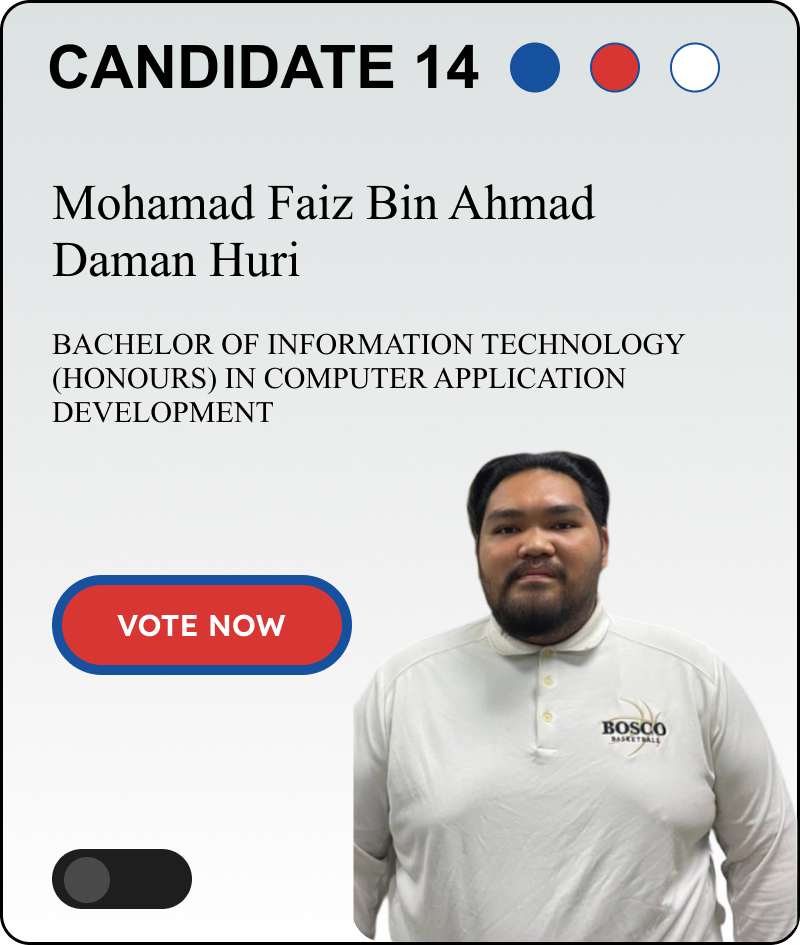 CANDIDATE 14
Mohamad Faiz Bin Ahmad
Daman Huri
BACHELOR OF INFORMATION TECHNOLOGY
(HONOURS) IN COMPUTER APPLICATION
DEVELOPMENT
VOTE NOW
BOSCO
BASKETBALL